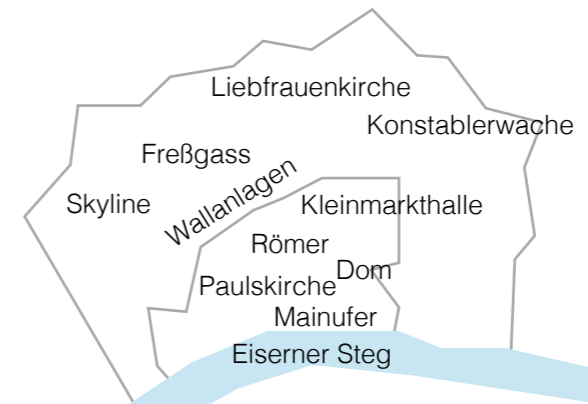 Liebfrauenkirche
Konstablerwache
Freßgass
Wallanlagen
Skyline
Kleinmarkthalle
Römer
Dom
Paulskirche
Mainufer
Eiserner Steg